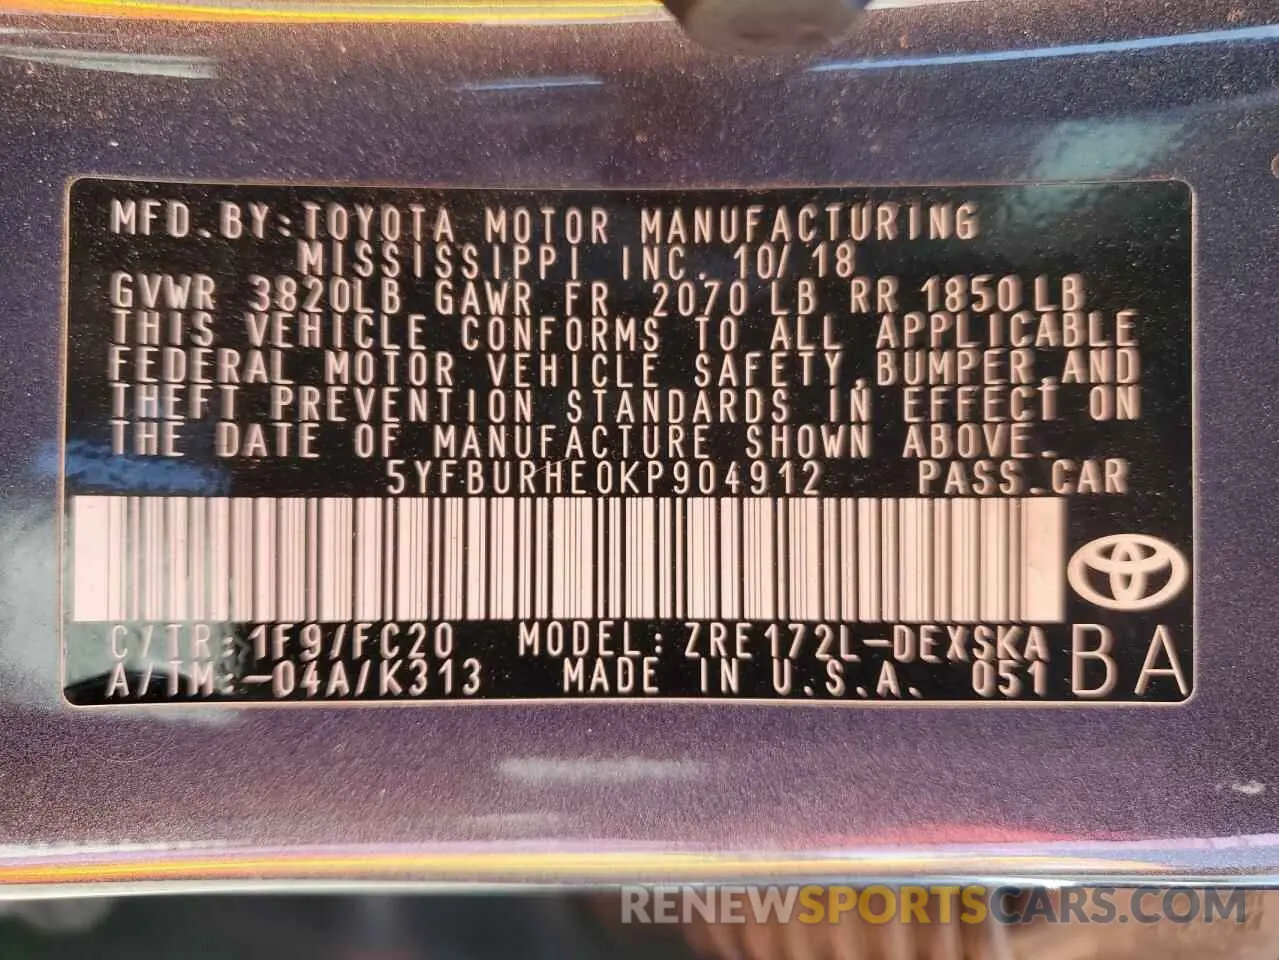 MFD.BY:TOYOTA MOTOR MANUFACTURING
MISSISSIPPI INC. 10/18
GVWR 3820LB GAWR FR 2070 LB RR 1850LB
THIS VEHICLE CONFORMS TO ALL APPLICABLE
FEDERAL MOTOR VEHICLE SAFETY,BUMPER,AND
THEFT PREVENTION STANDARDS IN EFFECT ON
THE DATE OF MANUFACTURE SHOWN ABOVE.
5YFBURHE0KP904912 PASS.CAR
C/TR:1F9/FC20 MODEL:ZRE172L-DEXSKA
A/TM:-04A/K313 MADE IN U.S.A. 051 BA
RENEWSPORTSCARS.COM